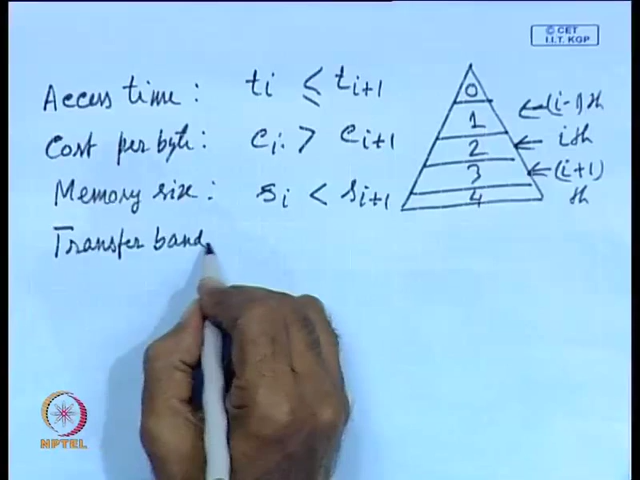 © CET
I.I.T. KGP
Access time : ti ≤ ti+1
Cost per byte : ci > ci+1
Memory size : si < si+1
Transfer band
0
1
2
3
4
(i-1)th
ith
(i+1)
th
NPTEL